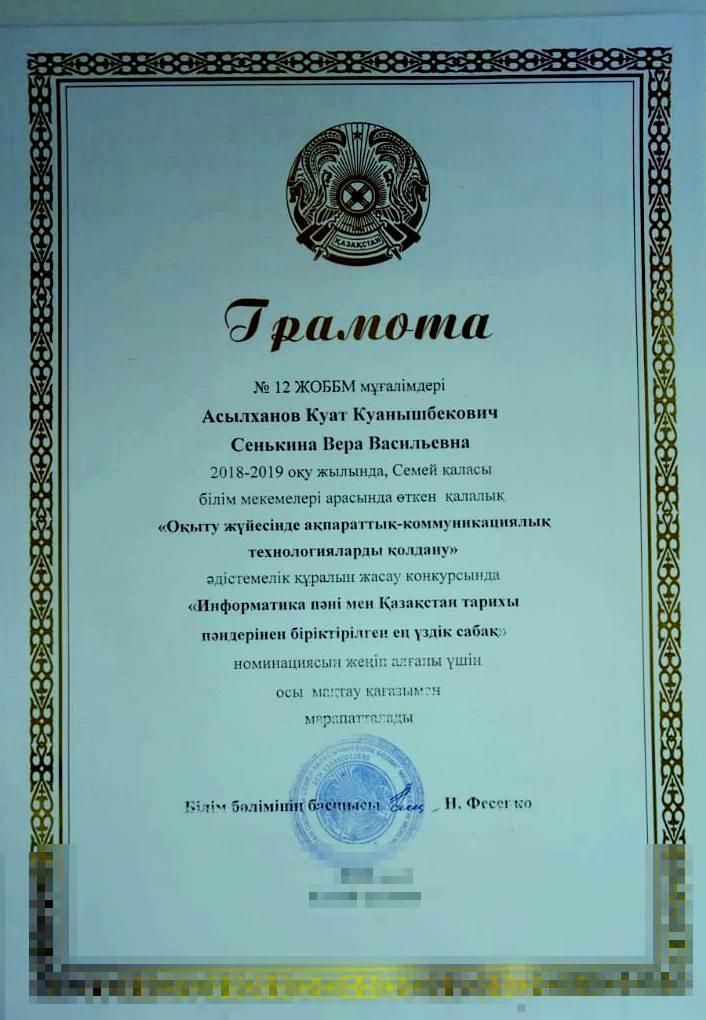 ҚАЗАҚСТАН
Грамота
№ 12 ЖОББМ мұғалімдері
Асылханов Куат Куанышбекович
Сенькина Вера Васильевна
2018-2019 оқу жылында, Семей қаласы
білім мекемелері арасында өткен қалалық
«Оқыту жүйесінде ақпараттық-коммуникациялық
технологияларды қолдану»
әдістемелік құралын жасау конкурсында
«Информатика пәні мен Қазақстан тарихы
пәндерінен біріктірілген ең үздік сабақ»
номинациясын жеңіп алғаны үшін
осы мақтау қағазымен
марапатталады
Білім бөлімінің басшысы Н. Фесенко